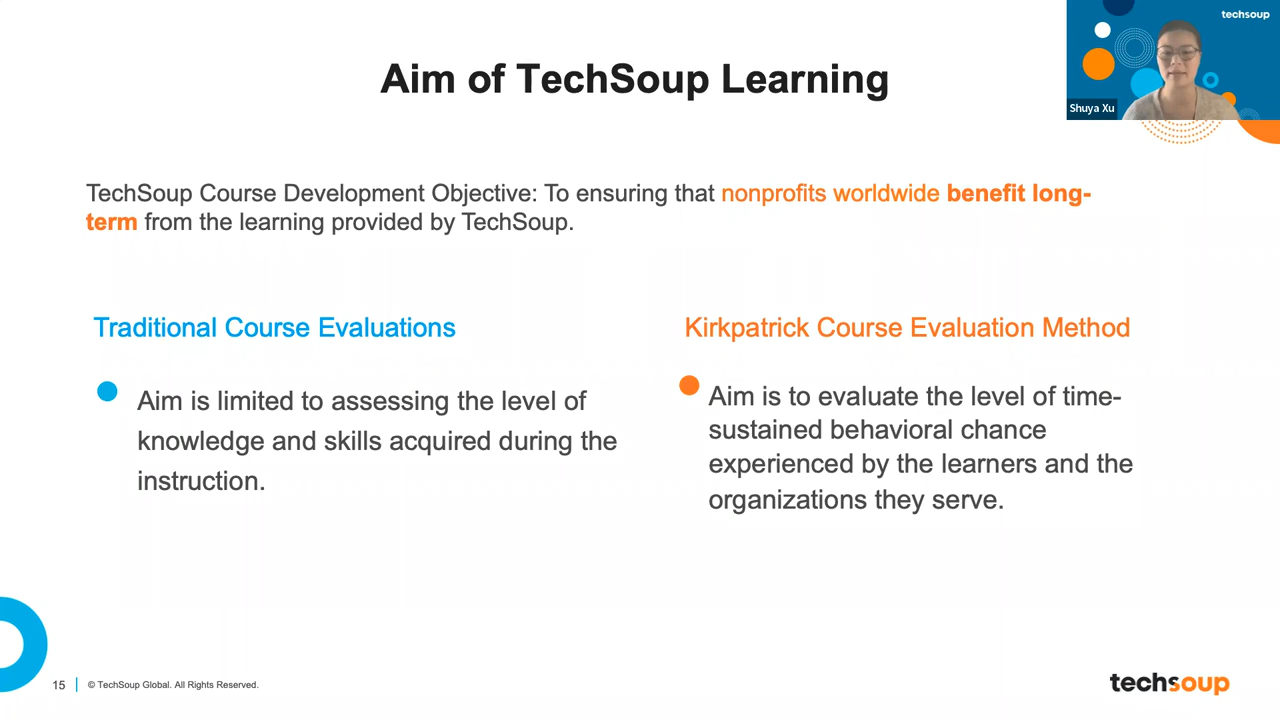 techsoup
Shuya Xu
Aim of TechSoup Learning
TechSoup Course Development Objective: To ensuring that nonprofits worldwide benefit long-
term from the learning provided by TechSoup.
Traditional Course Evaluations
Aim is limited to assessing the level of
knowledge and skills acquired during the
instruction.
Kirkpatrick Course Evaluation Method
Aim is to evaluate the level of time-
sustained behavioral chance
experienced by the learners and the
organizations they serve.
15
© TechSoup Global. All Rights Reserved.
techsoup